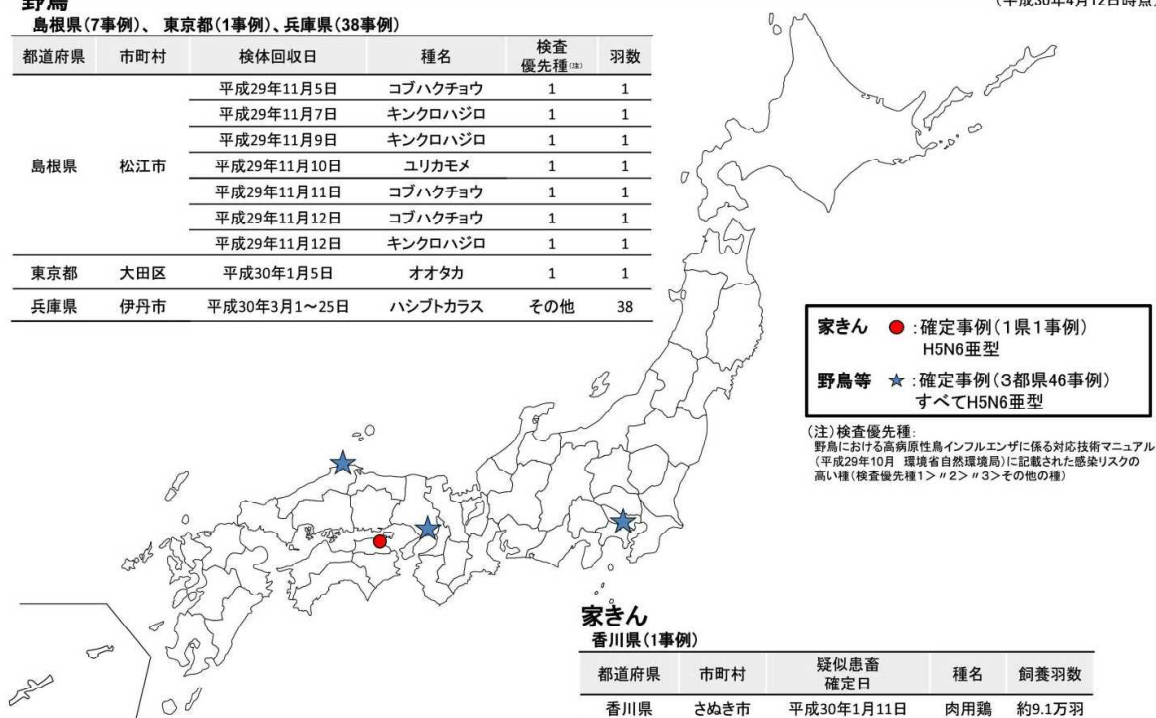 野鳥
(平成30年4月12日時点)
島根県(7事例)、 東京都(1事例)、兵庫県(38事例)
都道府県 市町村 検体回収日 種名 検査優先種(注) 羽数
島根県 松江市 平成29年11月5日 コブハクチョウ 1 1
平成29年11月7日 キンクロハジロ 1 1
平成29年11月9日 キンクロハジロ 1 1
平成29年11月10日 ユリカモメ 1 1
平成29年11月11日 コブハクチョウ 1 1
平成29年11月12日 コブハクチョウ 1 1
平成29年11月12日 キンクロハジロ 1 1
東京都 大田区 平成30年1月5日 オオタカ 1 1
兵庫県 伊丹市 平成30年3月1~25日 ハシブトカラス その他 38
家きん ●:確定事例(1県1事例)
H5N6亜型
野鳥等 ★:確定事例(3都県46事例)
すべてH5N6亜型
(注)検査優先種:
野鳥における高病原性鳥インフルエンザに係る対応技術マニュアル
(平成29年10月 環境省自然環境局)に記載された感染リスクの
高い種(検査優先種1>〃2>〃3>その他の種)
家きん
香川県(1事例)
都道府県 市町村 疑似患畜確定日 種名 飼養羽数
香川県 さぬき市 平成30年1月11日 肉用鶏 約9.1万羽